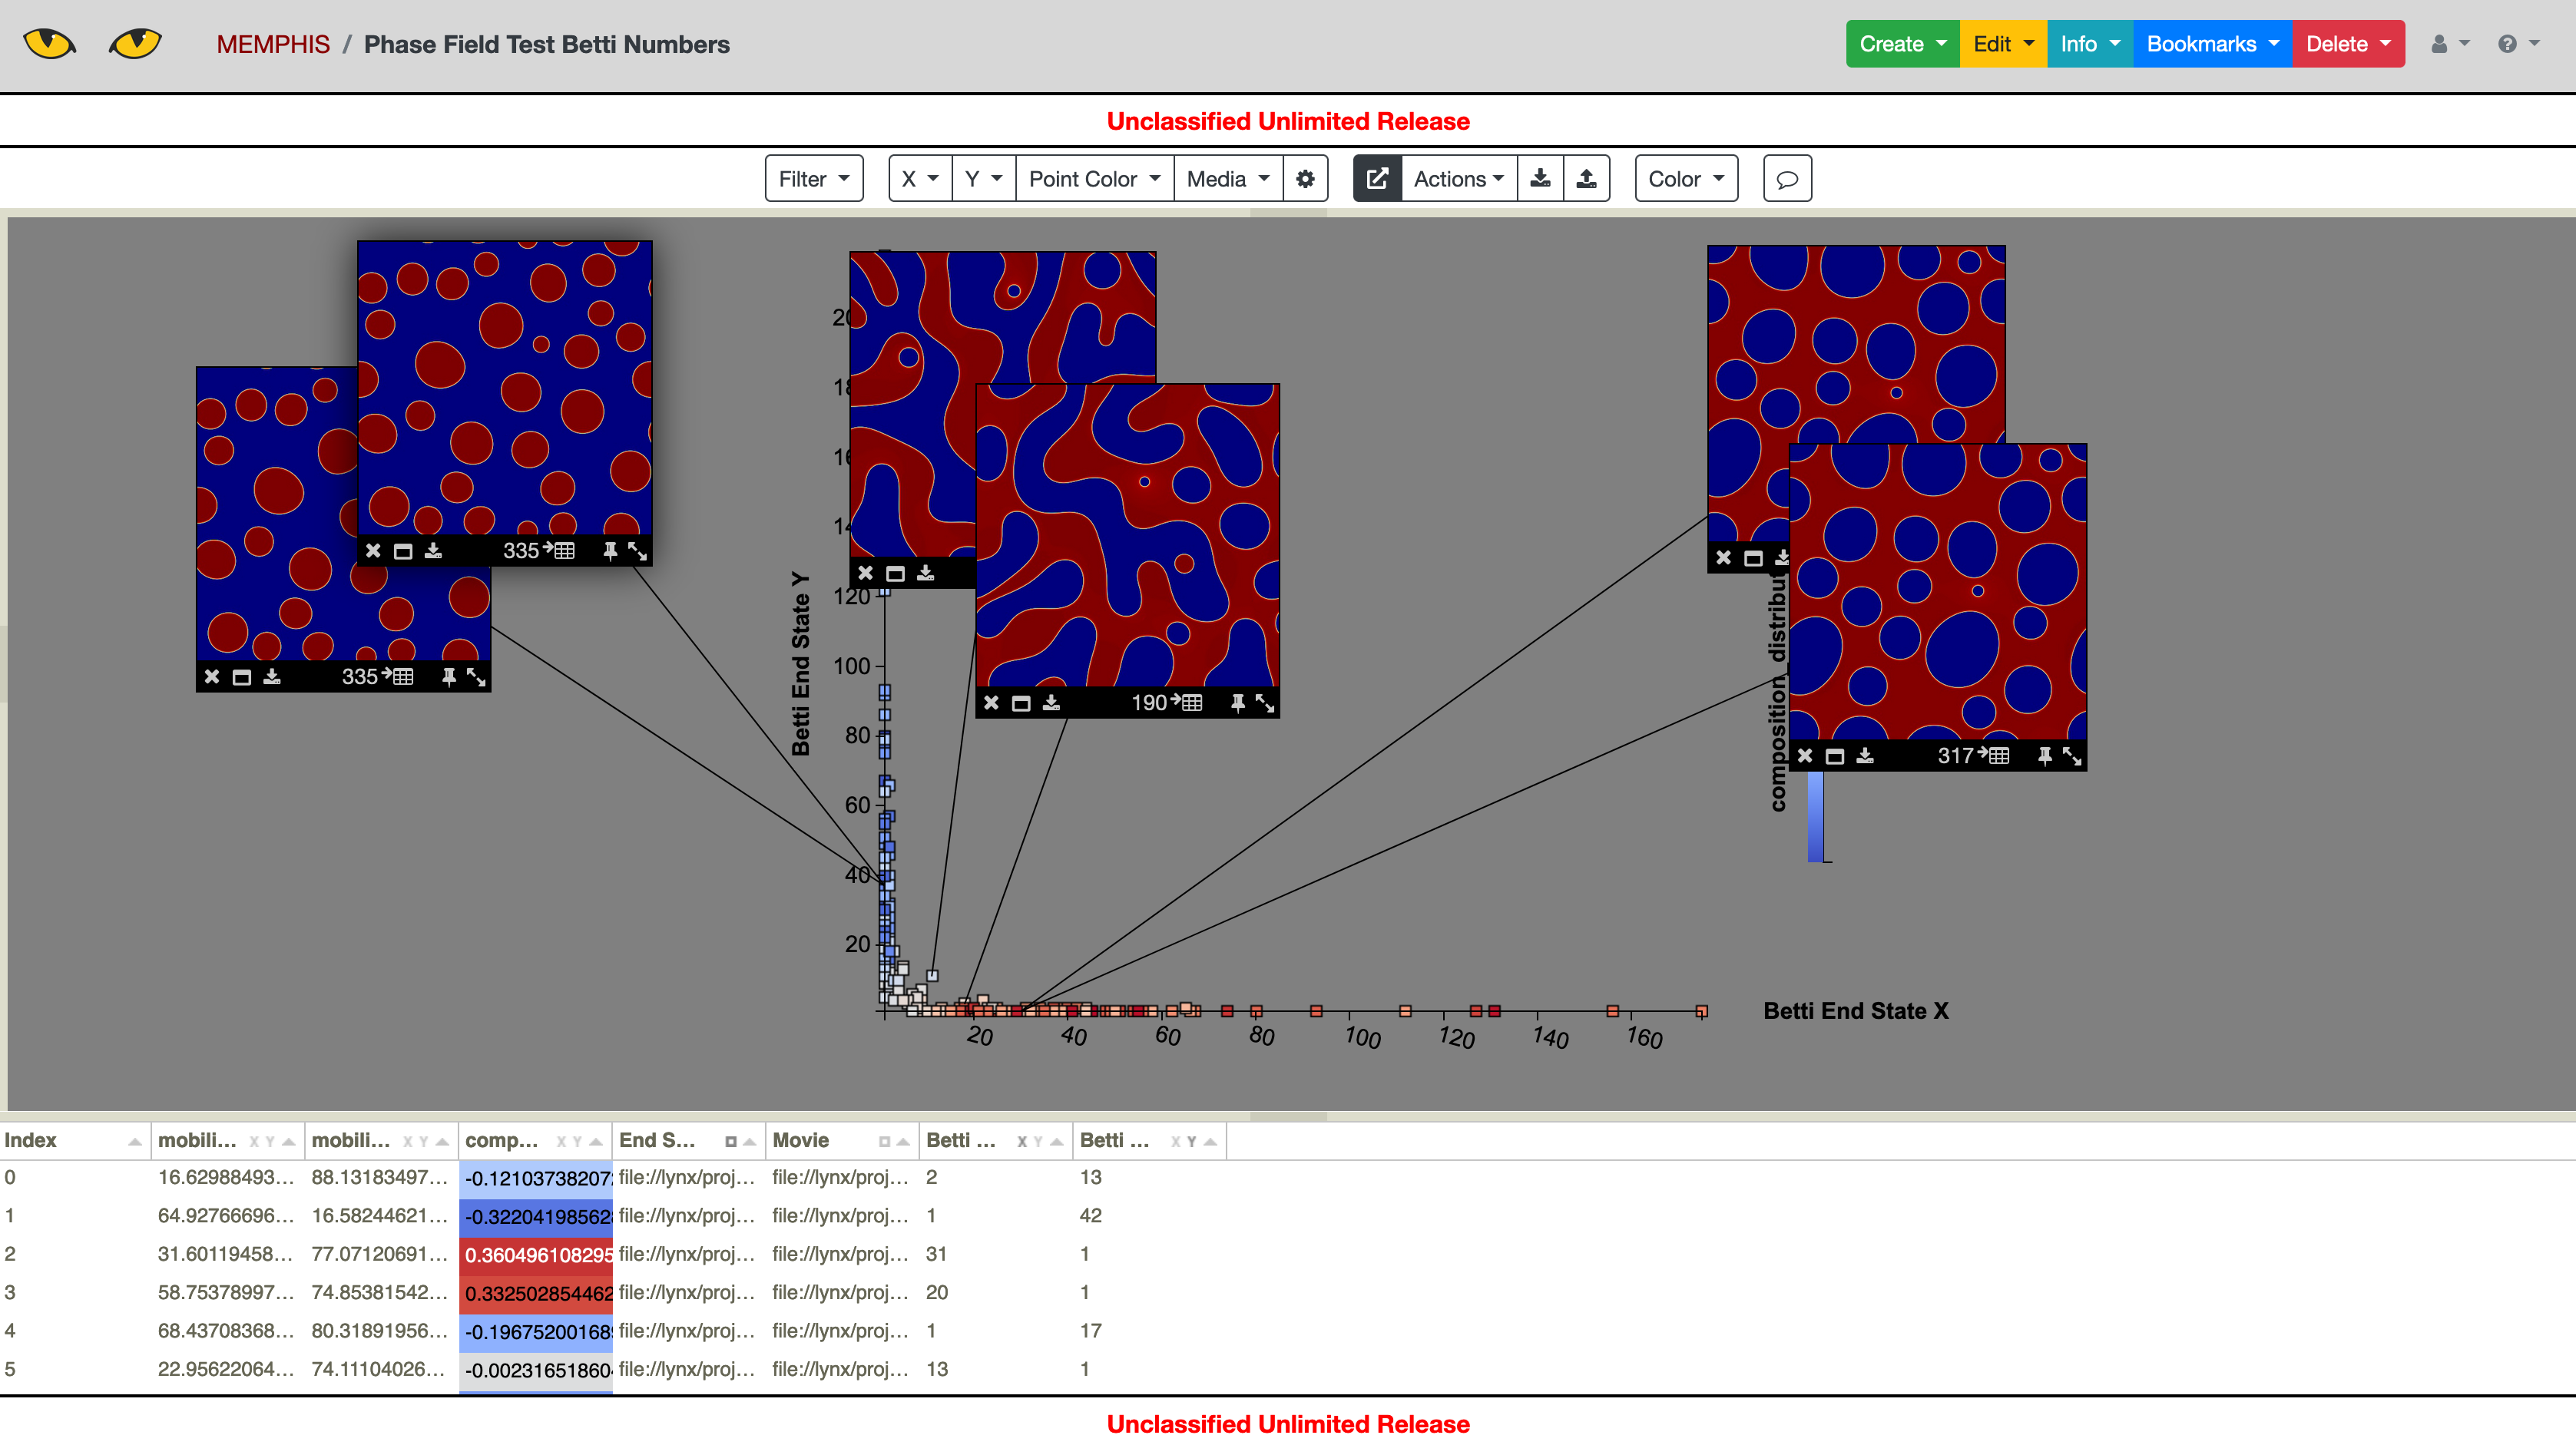 MEMPHIS / Phase Field Test Betti Numbers
Create Edit Info Bookmarks Delete
Unclassified Unlimited Release
Filter X Y Point Color Media Actions Color
335
335
190
317
120
100
80
60
40
20
Betti End State Y
20 40 60 80 100 120 140 160
Betti End State X
Index mobili... X Y mobili... X Y comp... X Y End S... Movie Betti ... X Y Betti ... X Y
0 16.62988493... 88.13183497... -0.12103738207 file://lynx/proj... file://lynx/proj... 2 13
1 64.92766696... 16.58244621... -0.32204198562 file://lynx/proj... file://lynx/proj... 1 42
2 31.60119458... 77.07120691... 0.360496108295 file://lynx/proj... file://lynx/proj... 31 1
3 58.75378997... 74.85381542... 0.332502854462 file://lynx/proj... file://lynx/proj... 20 1
4 68.43708368... 80.31891956... -0.19675200168 file://lynx/proj... file://lynx/proj... 1 17
5 22.95622064... 74.11104026... -0.00231651860 file://lynx/proj... file://lynx/proj... 13 1
Unclassified Unlimited Release